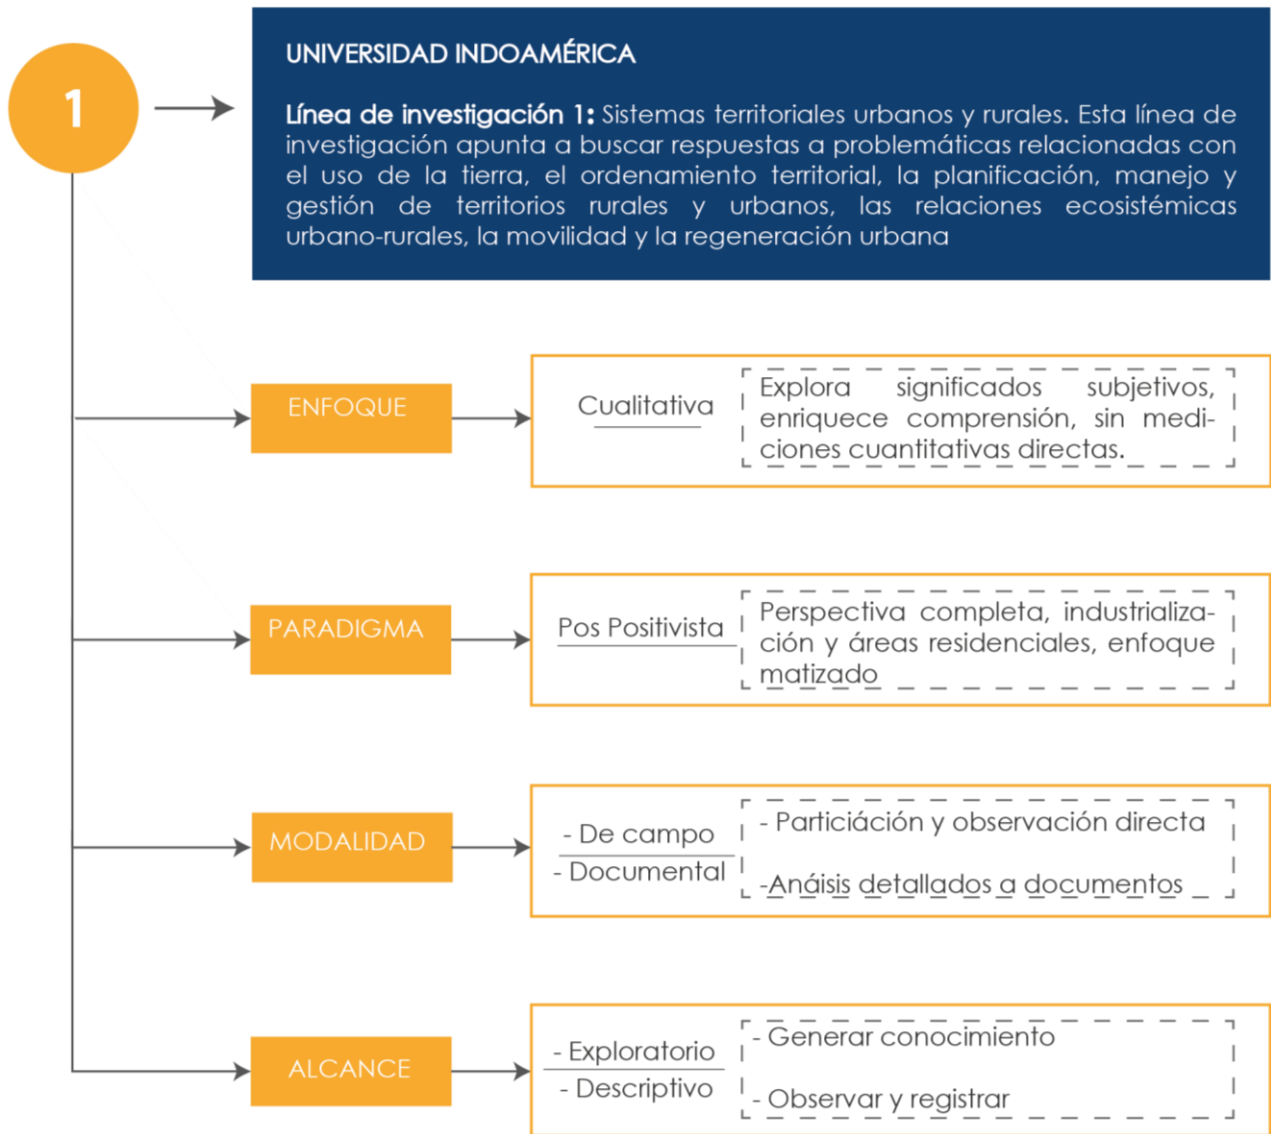 1
UNIVERSIDAD INDOAMÉRICA
Línea de investigación 1: Sistemas territoriales urbanos y rurales. Esta línea de
investigación apunta a buscar respuestas a problemáticas relacionadas con
el uso de la tierra, el ordenamiento territorial, la planificación, manejo y
gestión de territorios rurales y urbanos, las relaciones ecosistémicas
urbano-rurales, la movilidad y la regeneración urbana
ENFOQUE
Cualitativa
Explora significados subjetivos,
enriquece comprensión, sin medi-
ciones cuantitativas directas.
PARADIGMA
Pos Positivista
Perspectiva completa, industrializa-
ción y áreas residenciales, enfoque
matizado
MODALIDAD
- De campo
- Documental
- Particiáción y observación directa
-Anáisis detallados a documentos
ALCANCE
- Exploratorio
- Descriptivo
- Generar conocimiento
- Observar y registrar